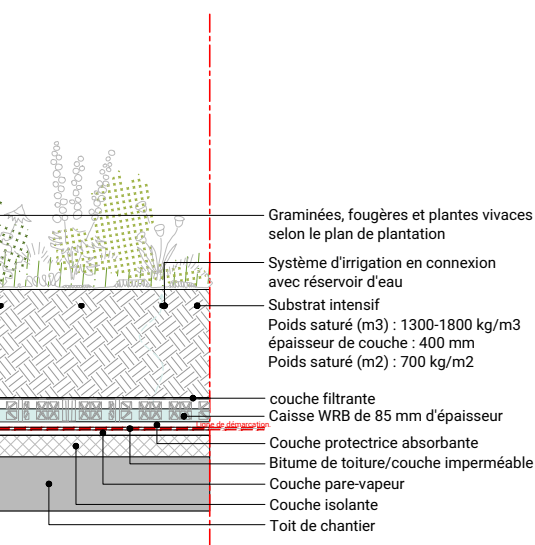 Graminées, fougères et plantes vivaces
selon le plan de plantation
Système d'irrigation en connexion
avec réservoir d'eau
Substrat intensif
Poids saturé (m3) : 1300-1800 kg/m3
épaisseur de couche : 400 mm
Poids saturé (m2) : 700 kg/m2
couche filtrante
Caisse WRB de 85 mm d'épaisseur
Ligne de démarcation
Couche protectrice absorbante
Bitume de toiture/couche imperméable
Couche pare-vapeur
Couche isolante
Toit de chantier